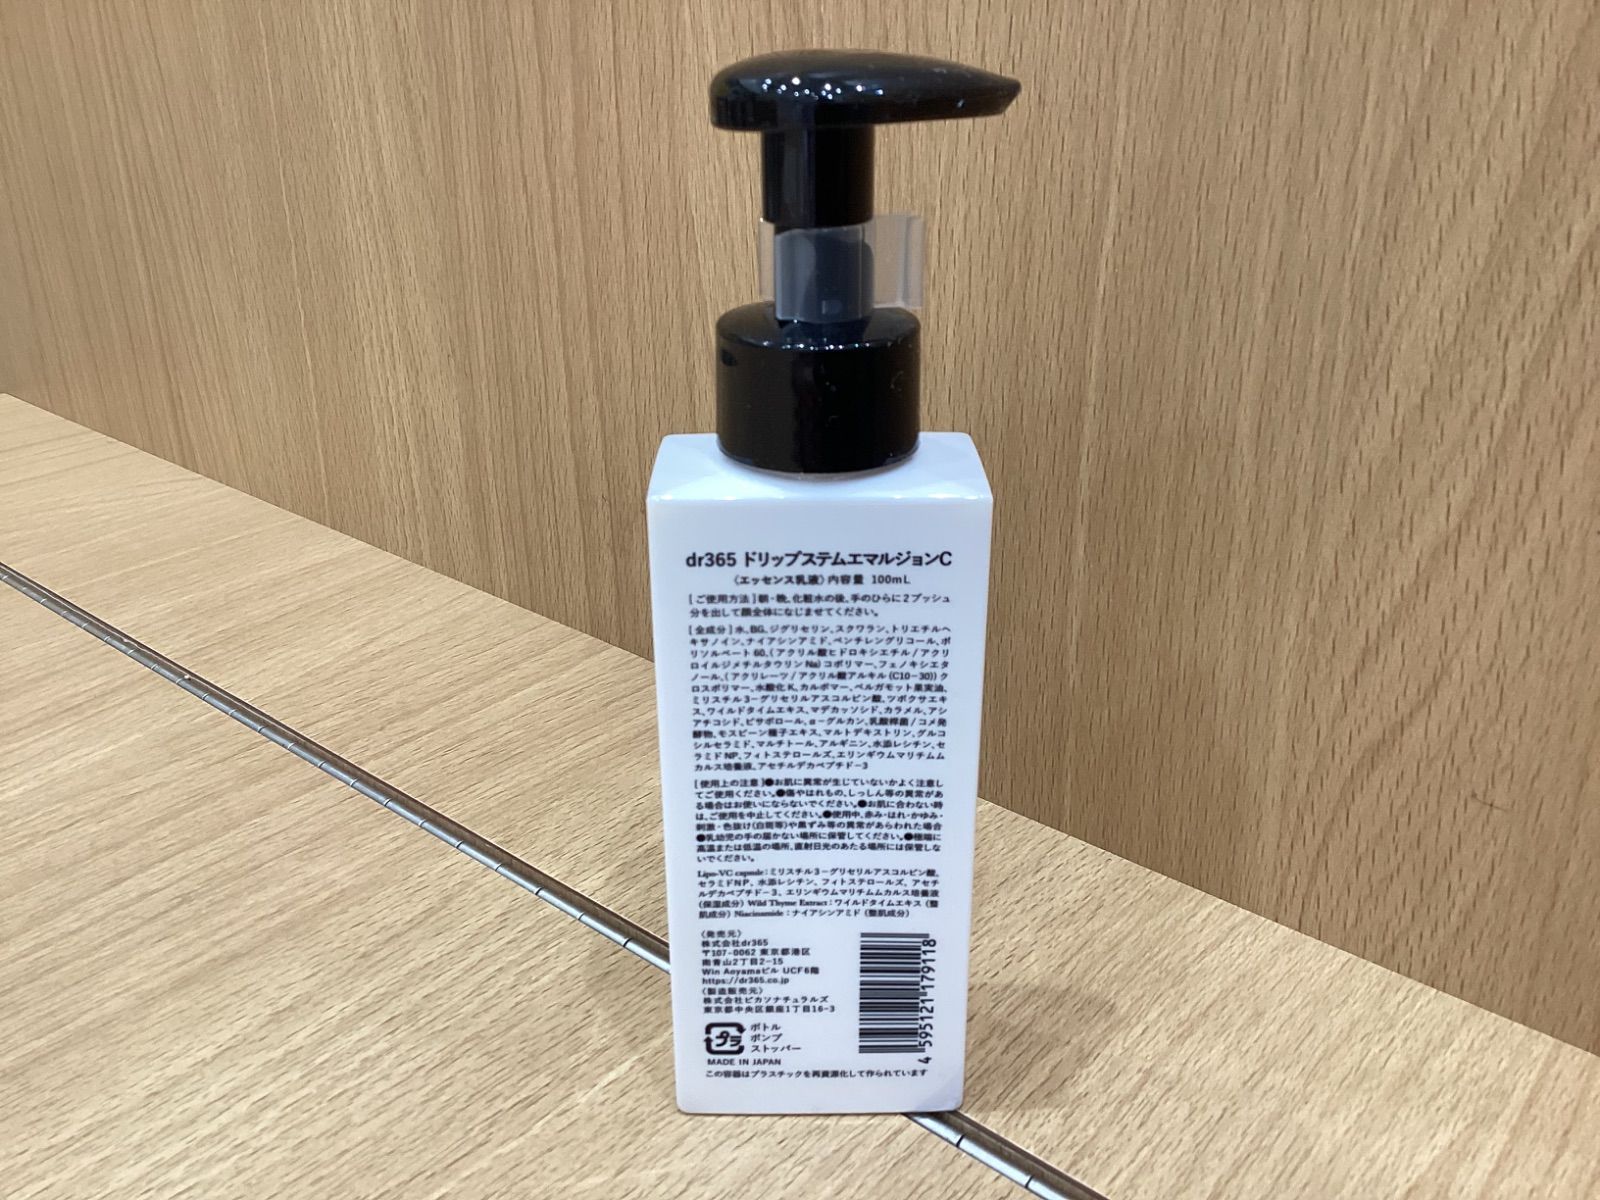 dr365 ドリップステムエマルジョンC
〈エッセンス乳液〉内容量 100mL
[ご使用方法]朝・晩、化粧水の後、手のひらに2プッシュ
分を出して顔全体になじませてください。
[全成分]水、BG、ジグリセリン、スクワラン、トリエチルヘ
キサノイン、ナイアシンアミド、ペンチレングリコール、ポ
リソルベート60、(アクリル酸ヒドロキシエチル/アクリ
ロイルジメチルタウリンNa)コポリマー、フェノキシエタ
ノール、(アクリレーツ/アクリル酸アルキル(C10-30))ク
ロスポリマー、水酸化K、カルボマー、ベルガモット果実油、
ミリスチル3-グリセリルアスコルビン酸、ツボクサエキ
ス、ワイルドタイムエキス、マデカッソシド、カラメル、アシ
アチコシド、ビサボロール、α-グルカン、乳酸桿菌/コメ発
酵物、モスビーン種子エキス、マルトデキストリン、グルコ
シルセラミド、マルチトール、アルギニン、水添レシチン、セ
ラミドNP、フィトステロールズ、エリンギウムマリチムム
カルス培養液、アセチルデカペプチド-3
[使用上の注意]●お肌に異常が生じていないかよく注意し
てご使用ください。●傷やはれもの、しっしん等の異常があ
る場合はお使いにならないでください。●お肌に合わない時
は、ご使用を中止してください。●使用中、赤み・はれ・かゆみ・
刺激・色抜け(白斑等)や黒ずみ等の異常があらわれた場合
●乳幼児の手の届かない場所に保管してください。●極端に
高温または低温の場所、直射日光のあたる場所には保管しな
いでください。
Lipo-VC capsule:ミリスチル3-グリセリルアスコルビン酸、
セラミドNP、水添レシチン、フィトステロールズ、アセチ
ルデカペプチド-3、エリンギウムマリチムムカルス培養液
(保湿成分) Wild Thyme Extract:ワイルドタイムエキス (整
肌成分) Niacinamide:ナイアシンアミド (整肌成分)
〈発売元〉
株式会社dr365
〒107-0062 東京都港区
南青山2丁目2-15
Win Aoyamaビル UCF6階
https://dr365.co.jp
〈製造販売元〉
株式会社ピカソナチュラルズ
東京都中央区銀座1丁目16-3
プラ
ボトル
ポンプ
ストッパー
MADE IN JAPAN
この容器はプラスチックを再資源化して作られています
4 595121 179118